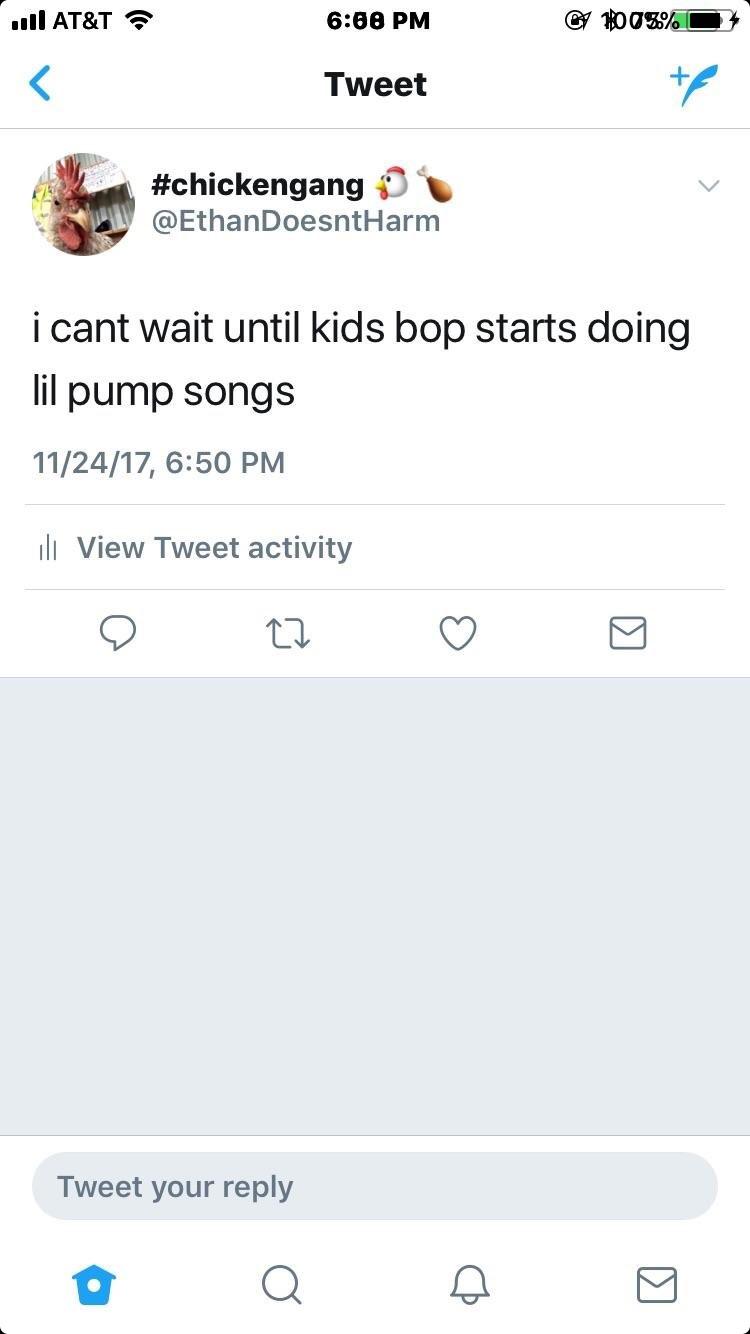 AT&T PM
Tweet
#chickengang
@EthanDoesntHarm
i cant wait until kids bop starts doing
lil pump songs
11/24/17, 6:50 PM
View Tweet activity
Tweet your reply